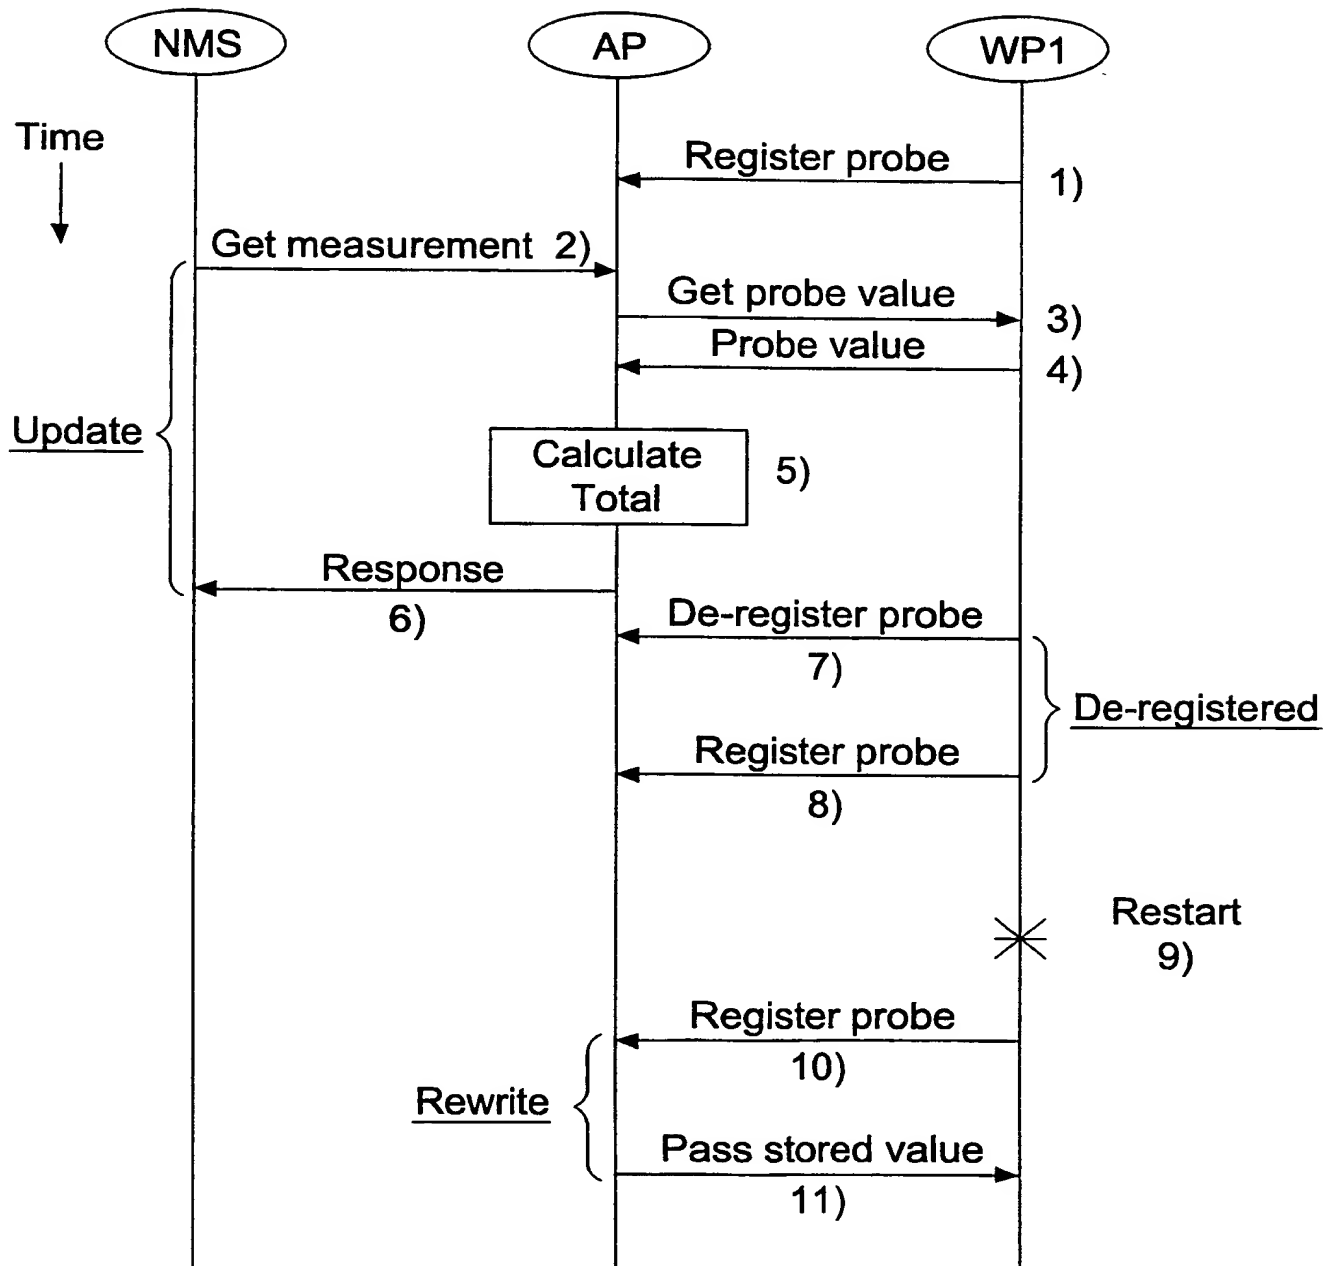 NMS AP WP1
Time
Register probe 1)
Get measurement 2)
Get probe value 3)
Probe value 4)
Update
Calculate
Total
5)
Response
6)
De-register probe
7)
De-registered
Register probe
8)
Restart
9)
Register probe
10)
Rewrite
Pass stored value
11)